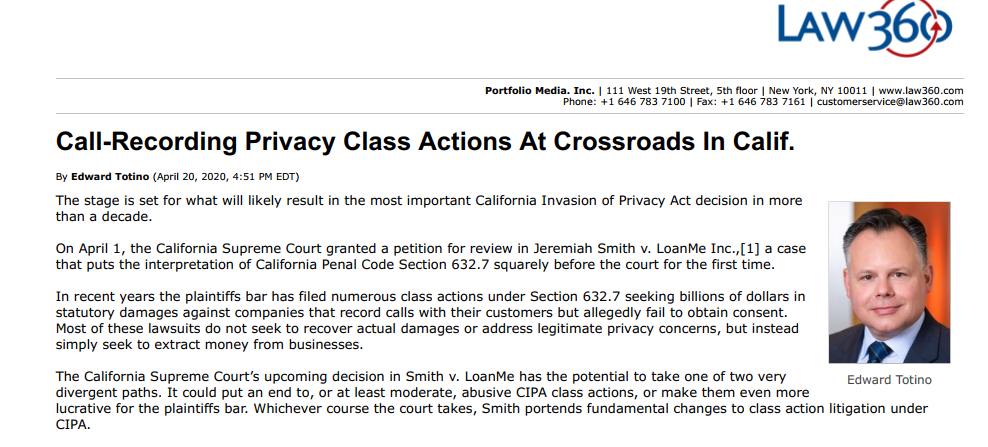 LAW360
Portfolio Media. Inc. | 111 West 19th Street, 5th floor | New York, NY 10011 | www.law360.com
Phone: +1 646 783 7100 | Fax: +1 646 783 7161 | customerservice@law360.com
Call-Recording Privacy Class Actions At Crossroads In Calif.
By Edward Totino (April 20, 2020, 4:51 PM EDT)
The stage is set for what will likely result in the most important California Invasion of Privacy Act decision in more
than a decade.
On April 1, the California Supreme Court granted a petition for review in Jeremiah Smith v. LoanMe Inc.,[1] a case
that puts the interpretation of California Penal Code Section 632.7 squarely before the court for the first time.
In recent years the plaintiffs bar has filed numerous class actions under Section 632.7 seeking billions of dollars in
statutory damages against companies that record calls with their customers but allegedly fail to obtain consent.
Most of these lawsuits do not seek to recover actual damages or address legitimate privacy concerns, but instead
simply seek to extract money from businesses.
Edward Totino
The California Supreme Court's upcoming decision in Smith v. LoanMe has the potential to take one of two very
divergent paths. It could put an end to, or at least moderate, abusive CIPA class actions, or make them even more
lucrative for the plaintiffs bar. Whichever course the court takes, Smith portends fundamental changes to class action litigation under
CIPA.